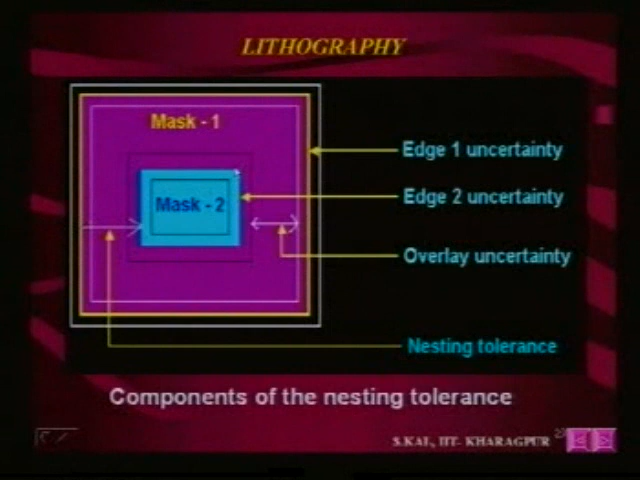 LITHOGRAPHY
Mask - 1
Edge 1 uncertainty
Mask - 2
Edge 2 uncertainty
Overlay uncertainty
Nesting tolerance
Components of the nesting tolerance
S.KAL, IIT- KHARAGPUR